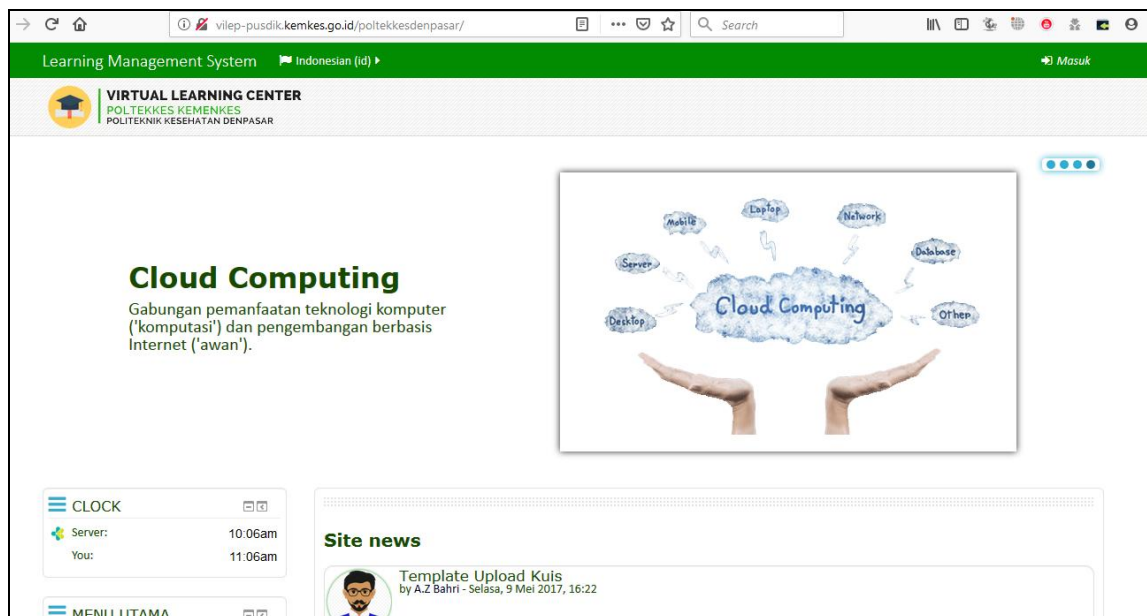 vilep-pusdik.kemkes.go.id/poltekkesdenpasar/
Search
Learning Management System
Indonesian (id)
Masuk
VIRTUAL LEARNING CENTER
POLTEKKES KEMENKES
POLITEKNIK KESEHATAN DENPASAR
Cloud Computing
Gabungan pemanfaatan teknologi komputer
('komputasi') dan pengembangan berbasis
Internet ('awan').
Mobile
Laptop
Network
Server
Database
Desktop
Cloud Computing
Other
CLOCK
Server: 10:06am
You: 11:06am
MENU UTAMA
Site news
Template Upload Kuis
by A.Z Bahri - Selasa, 9 Mei 2017, 16:22